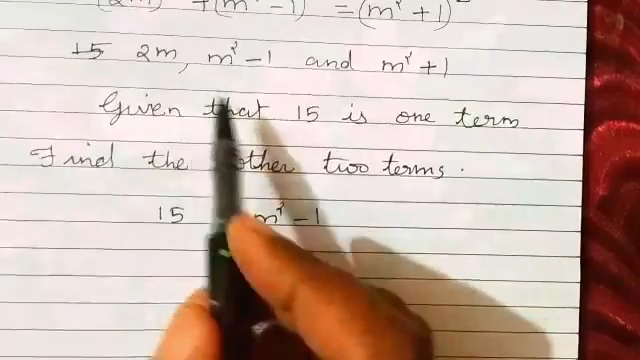 (2m)² + (m² - 1) = (m² + 1)²
15 2m, m² - 1 and m² + 1
Given that 15 is one term
Find the other two terms.
15 m² - 1